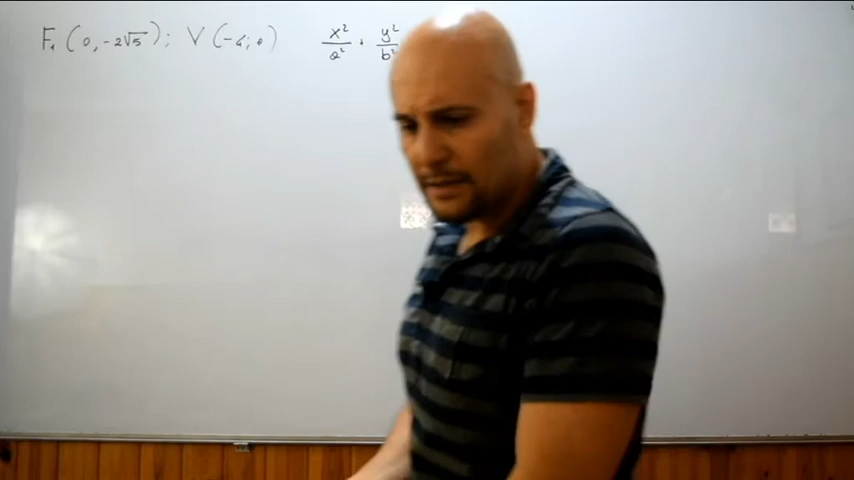 F₁ (0, -2√5); V (-4; 0) x²/a² + y²/b²